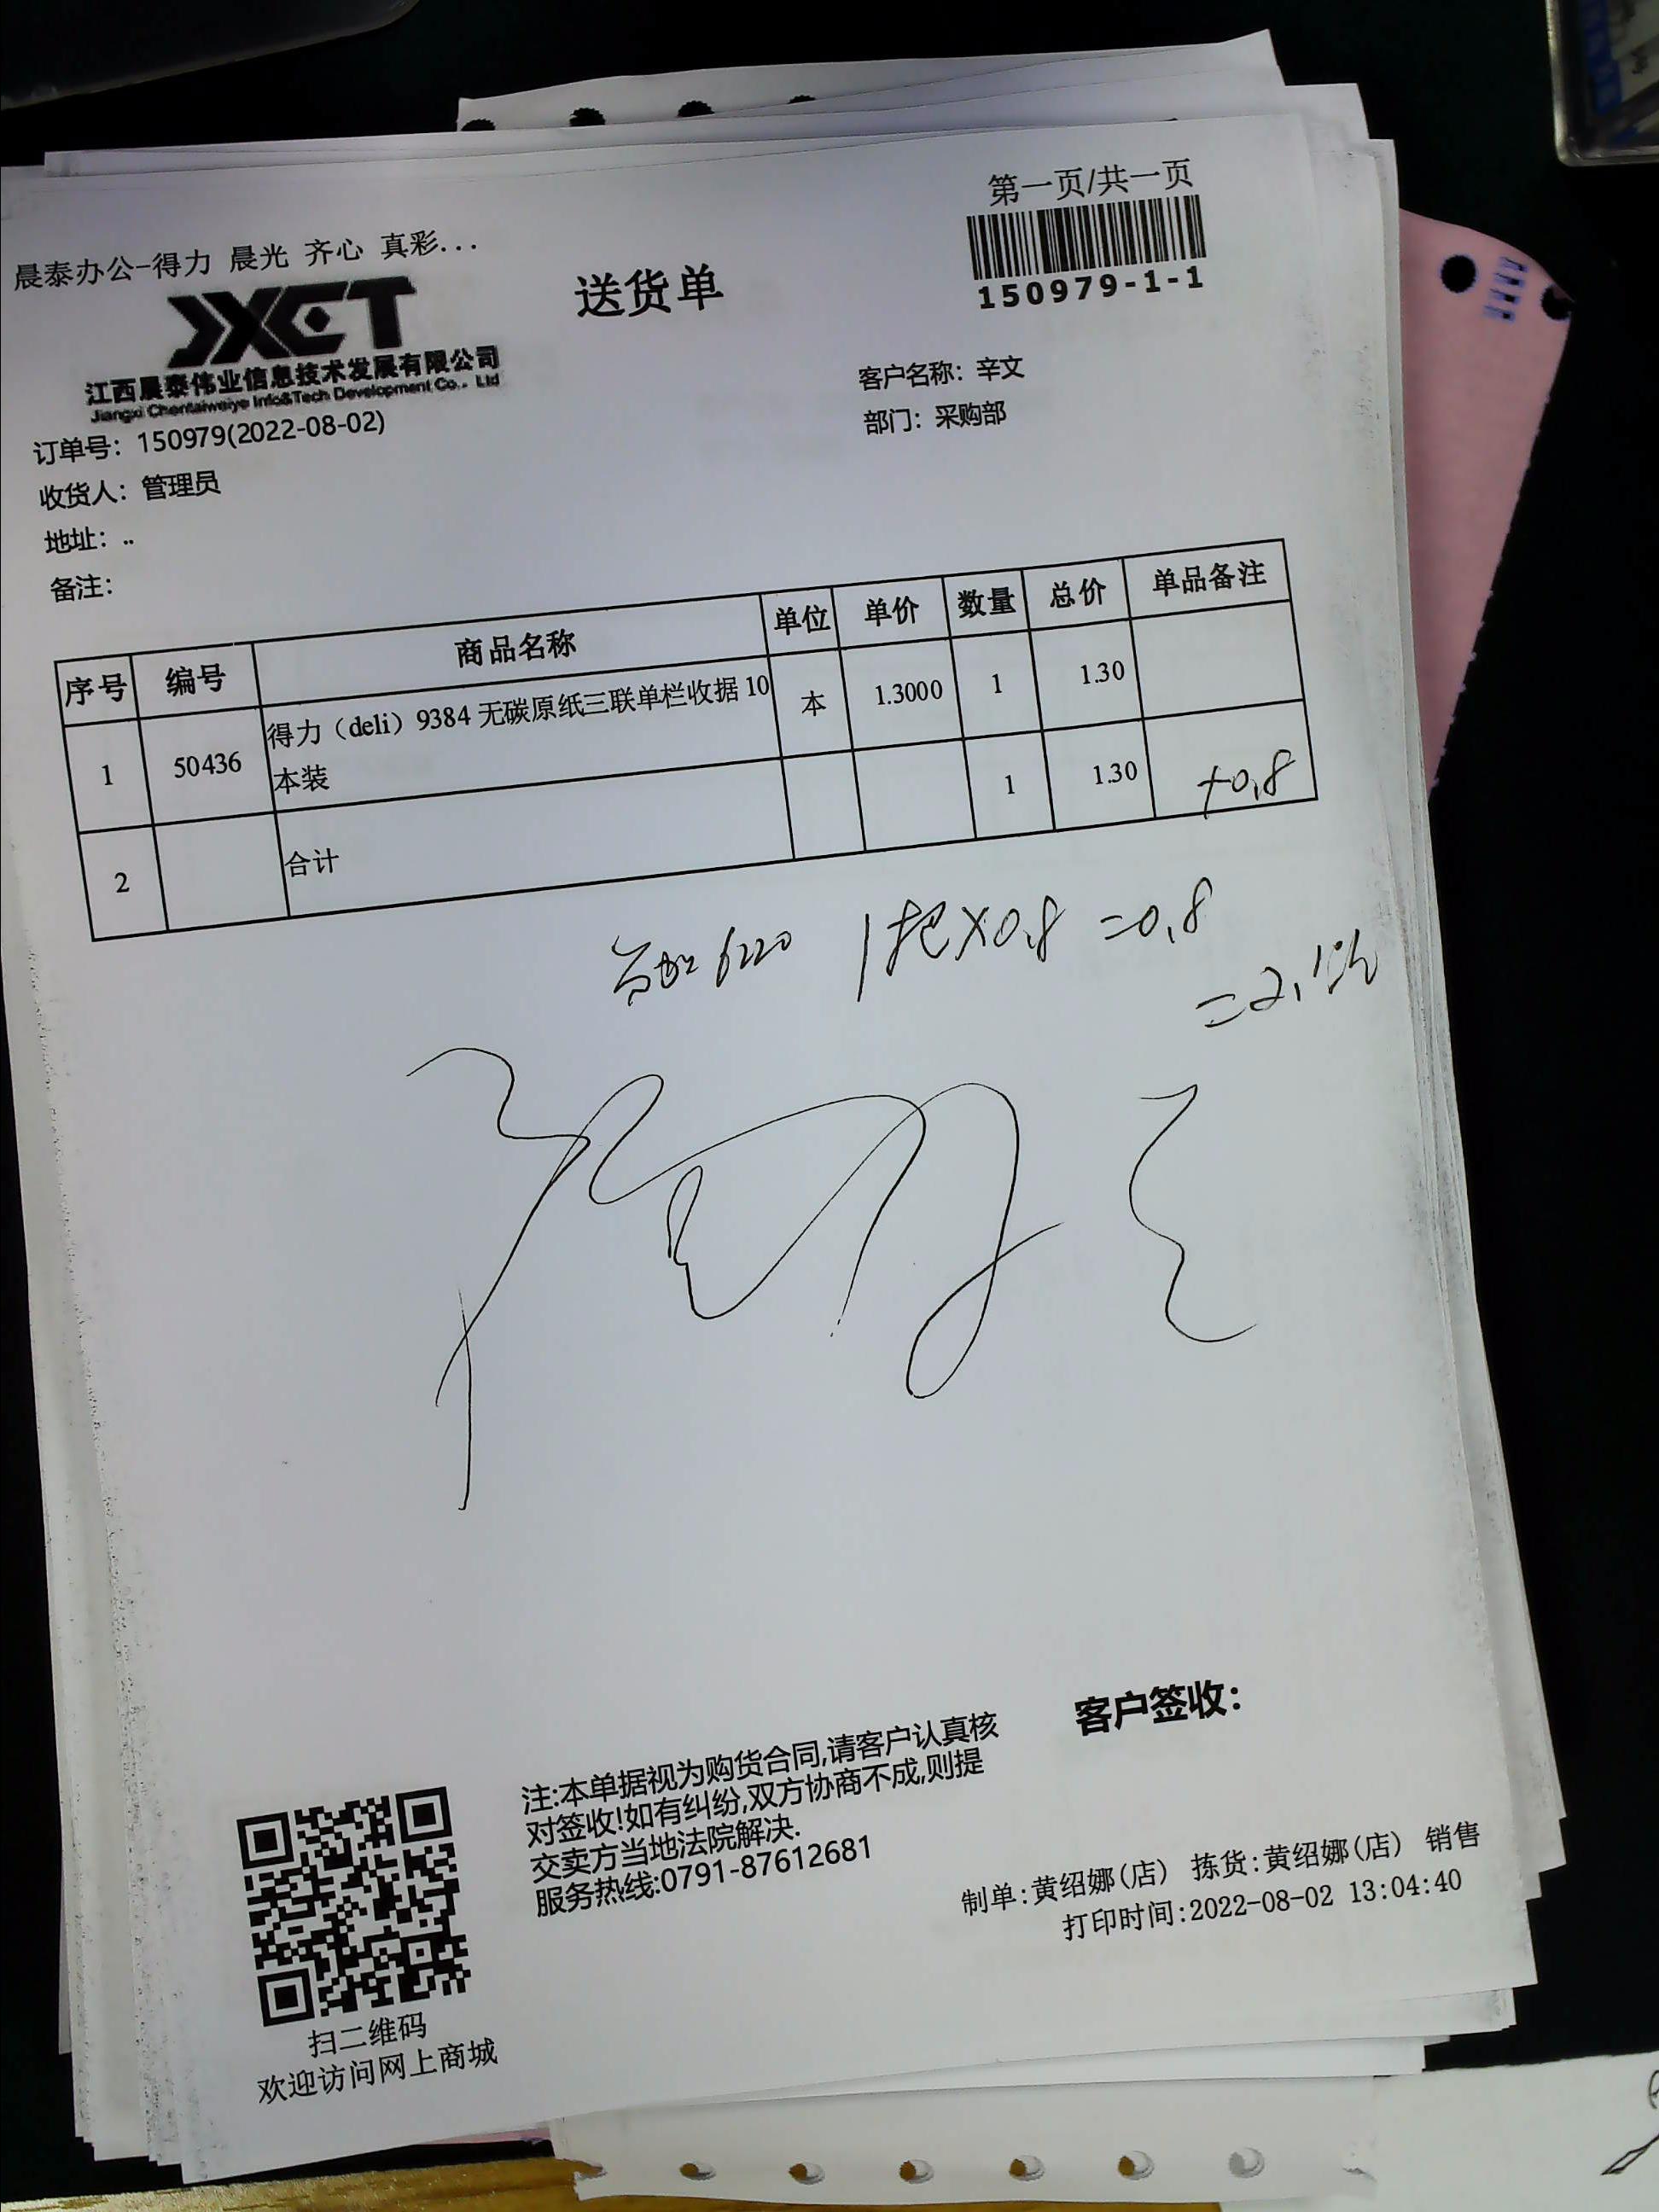 第一页/共一页
晨泰办公-得力 晨光 齐心 真彩...
JXCT
送货单
150979-1-1
江西晨泰伟业信息技术发展有限公司
Jiangxi Chentaiweiye Info&Tech Development Co., Ltd
客户名称：辛文
订单号：150979(2022-08-02)
部门：采购部
收货人：管理员
地址：..
备注：
序号 编号 商品名称 单位 单价 数量 总价 单品备注
1 50436 得力（deli）9384 无碳原纸三联单栏收据 10 本 1.3000 1 1.30
本装
2 合计 1 1.30 +0.8
6220 1把×0.8 =0.8
=2.1
客户签收：
注:本单据视为购货合同,请客户认真核
对签收!如有纠纷,双方协商不成,则提
交卖方当地法院解决.
服务热线:0791-87612681
制单:黄绍娜(店) 拣货:黄绍娜(店) 销售
打印时间:2022-08-02 13:04:40
扫二维码
欢迎访问网上商城